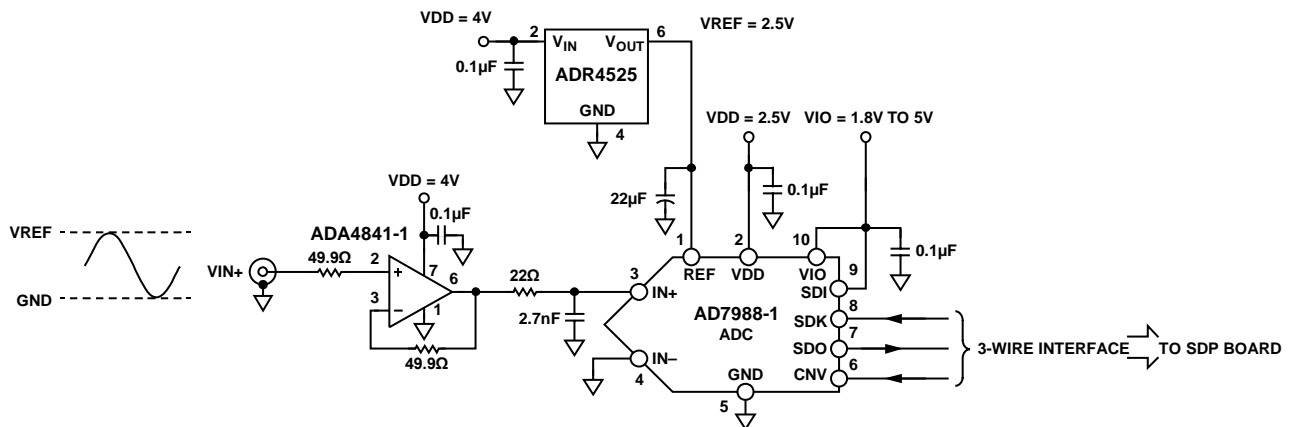 VDD = 4V
2
VIN
VOUT
6
VREF = 2.5V
0.1µF
ADR4525
GND
4
VDD = 2.5V
VIO = 1.8V TO 5V
VDD = 4V
22µF
0.1µF
0.1µF
ADA4841-1
VREF
GND
VIN+
49.9Ω
2
+
7
6
3
–
1
49.9Ω
22Ω
2.7nF
1
2
10
0.1µF
REF
VDD
VIO
9
SDI
3
IN+
AD7988-1
ADC
8
SDK
7
SDO
6
CNV
IN–
4
GND
5
3-WIRE INTERFACE
TO SDP BOARD